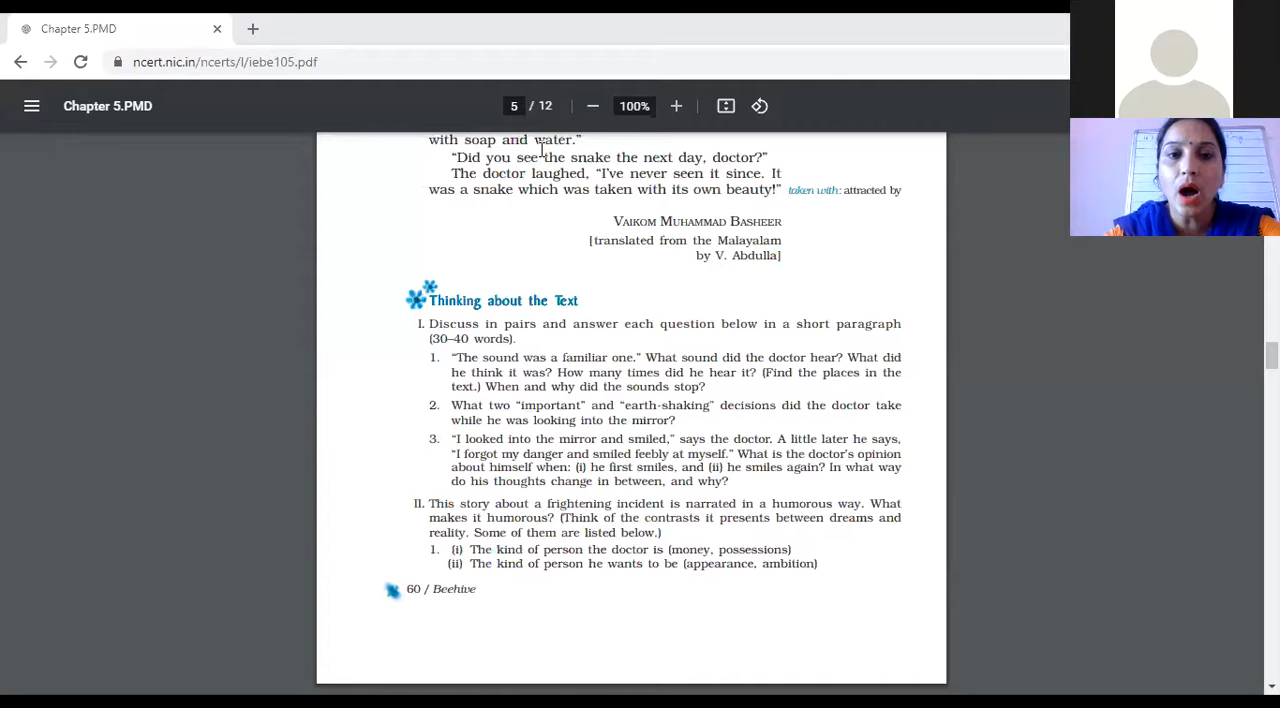 Chapter 5.PMD
ncert.nic.in/ncerts/l/iebe105.pdf
Chapter 5.PMD
5 / 12
100%
with soap and water.”
“Did you see the snake the next day, doctor?”
The doctor laughed, “I’ve never seen it since. It
was a snake which was taken with its own beauty!” taken with: attracted by
VAIKOM MUHAMMAD BASHEER
[translated from the Malayalam
by V. Abdulla]
Thinking about the Text
I. Discuss in pairs and answer each question below in a short paragraph
(30–40 words).
1. “The sound was a familiar one.” What sound did the doctor hear? What did
he think it was? How many times did he hear it? (Find the places in the
text.) When and why did the sounds stop?
2. What two “important” and “earth-shaking” decisions did the doctor take
while he was looking into the mirror?
3. “I looked into the mirror and smiled,” says the doctor. A little later he says,
“I forgot my danger and smiled feebly at myself.” What is the doctor’s opinion
about himself when: (i) he first smiles, and (ii) he smiles again? In what way
do his thoughts change in between, and why?
II. This story about a frightening incident is narrated in a humorous way. What
makes it humorous? (Think of the contrasts it presents between dreams and
reality. Some of them are listed below.)
1. (i) The kind of person the doctor is (money, possessions)
(ii) The kind of person he wants to be (appearance, ambition)
60 / Beehive